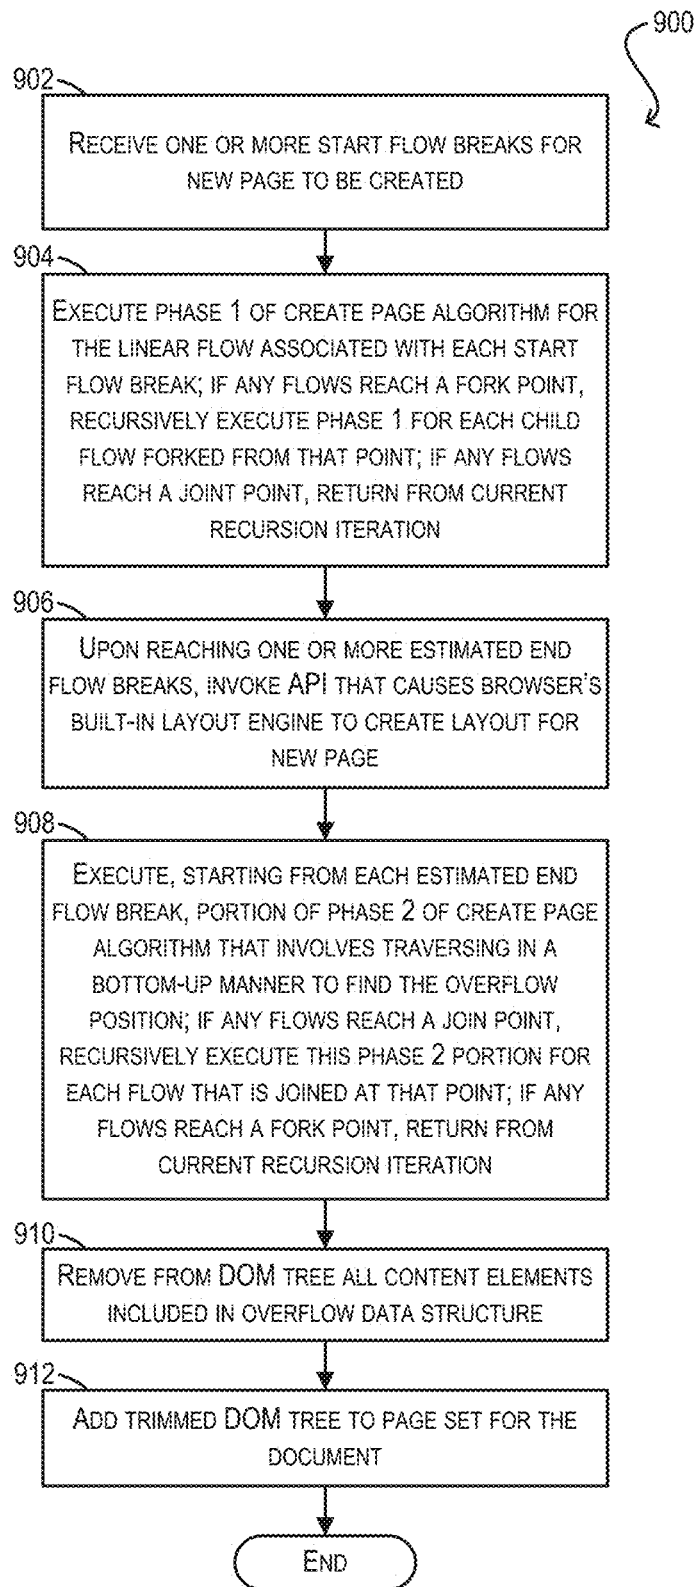 900
902
RECEIVE ONE OR MORE START FLOW BREAKS FOR
NEW PAGE TO BE CREATED
904
EXECUTE PHASE 1 OF CREATE PAGE ALGORITHM FOR
THE LINEAR FLOW ASSOCIATED WITH EACH START
FLOW BREAK; IF ANY FLOWS REACH A FORK POINT,
RECURSIVELY EXECUTE PHASE 1 FOR EACH CHILD
FLOW FORKED FROM THAT POINT; IF ANY FLOWS
REACH A JOINT POINT, RETURN FROM CURRENT
RECURSION ITERATION
906
UPON REACHING ONE OR MORE ESTIMATED END
FLOW BREAKS, INVOKE API THAT CAUSES BROWSER'S
BUILT-IN LAYOUT ENGINE TO CREATE LAYOUT FOR
NEW PAGE
908
EXECUTE, STARTING FROM EACH ESTIMATED END
FLOW BREAK, PORTION OF PHASE 2 OF CREATE PAGE
ALGORITHM THAT INVOLVES TRAVERSING IN A
BOTTOM-UP MANNER TO FIND THE OVERFLOW
POSITION; IF ANY FLOWS REACH A JOIN POINT,
RECURSIVELY EXECUTE THIS PHASE 2 PORTION FOR
EACH FLOW THAT IS JOINED AT THAT POINT; IF ANY
FLOWS REACH A FORK POINT, RETURN FROM
CURRENT RECURSION ITERATION
910
REMOVE FROM DOM TREE ALL CONTENT ELEMENTS
INCLUDED IN OVERFLOW DATA STRUCTURE
912
ADD TRIMMED DOM TREE TO PAGE SET FOR THE
DOCUMENT
END